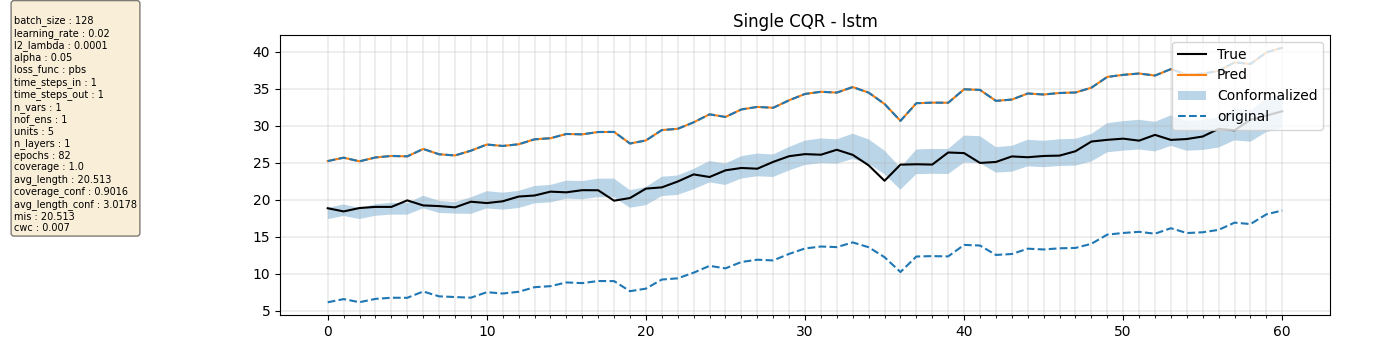 batch_size : 128
learning_rate : 0.02
l2_lambda : 0.0001
alpha : 0.05
loss_func : pbs
time_steps_in : 1
time_steps_out : 1
n_vars : 1
nof_ens : 1
units : 5
n_layers : 1
epochs : 82
coverage : 1.0
avg_length : 20.513
coverage_conf : 0.9016
avg_length_conf : 3.0178
mis : 20.513
cwc : 0.007
Single CQR - lstm
40
35
30
25
20
15
10
5
True
Pred
Conformalized
original
0 10 20 30 40 50 60